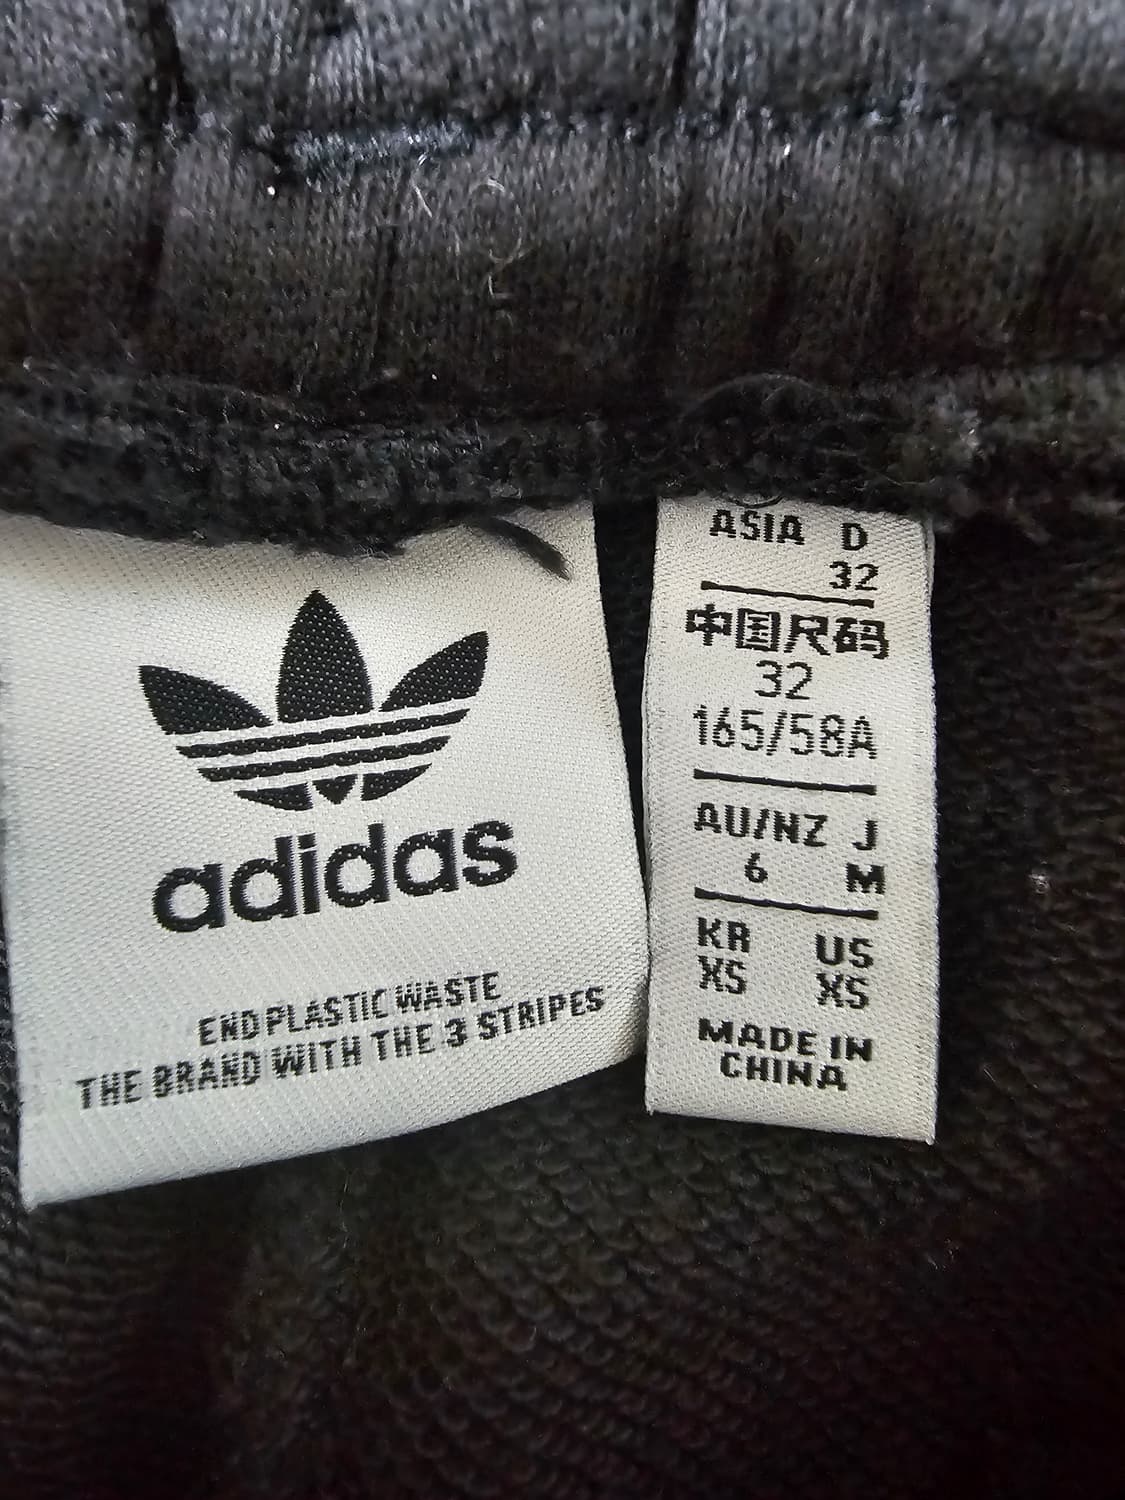 adidas
END PLASTIC WASTE
THE BRAND WITH THE 3 STRIPES
ASIA D
32
中国尺码
32
165/58A
AU/NZ J
6 M
KR US
XS XS
MADE IN
CHINA